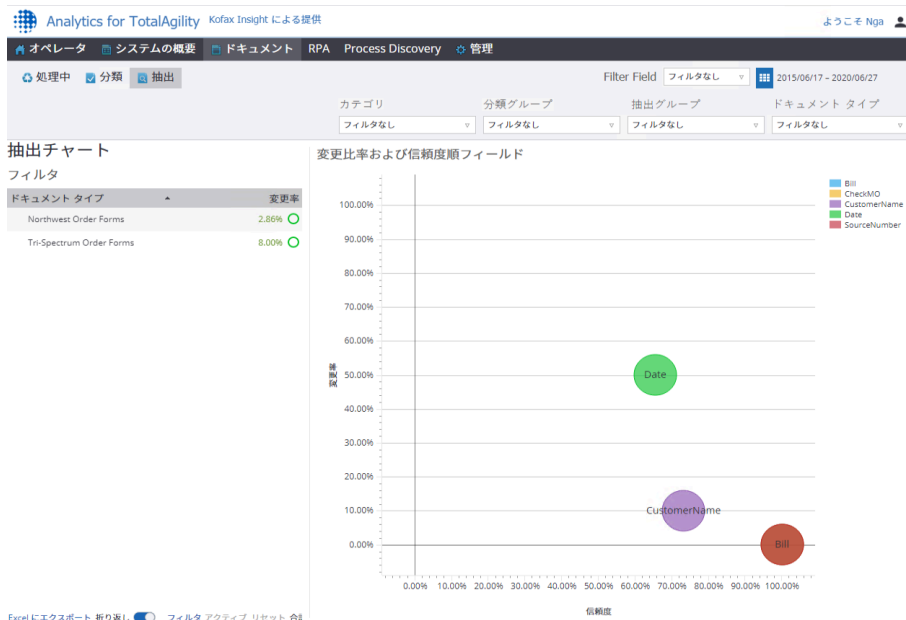 Analytics for TotalAgility Kofax Insight による提供
ようこそ Nga
オペレータ システムの概要 ドキュメント RPA Process Discovery 管理
処理中 分類 抽出
Filter Field フィルタなし 2015/06/17 – 2020/06/27
カテゴリ 分類グループ 抽出グループ ドキュメント タイプ
フィルタなし フィルタなし フィルタなし フィルタなし
抽出チャート
フィルタ
ドキュメント タイプ 変更率
Northwest Order Forms 2.86%
Tri-Spectrum Order Forms 8.00%
変更比率および信頼度順フィールド
Bill
CheckMO
CustomerName
Date
SourceNumber
100.00%
90.00%
80.00%
70.00%
60.00%
50.00%
40.00%
30.00%
20.00%
10.00%
0.00%
変更率
Date
CustomerName
Bill
0.00% 10.00% 20.00% 30.00% 40.00% 50.00% 60.00% 70.00% 80.00% 90.00% 100.00%
信頼度
Excel にエクスポート 折り返し フィルタ アクティブ リセット